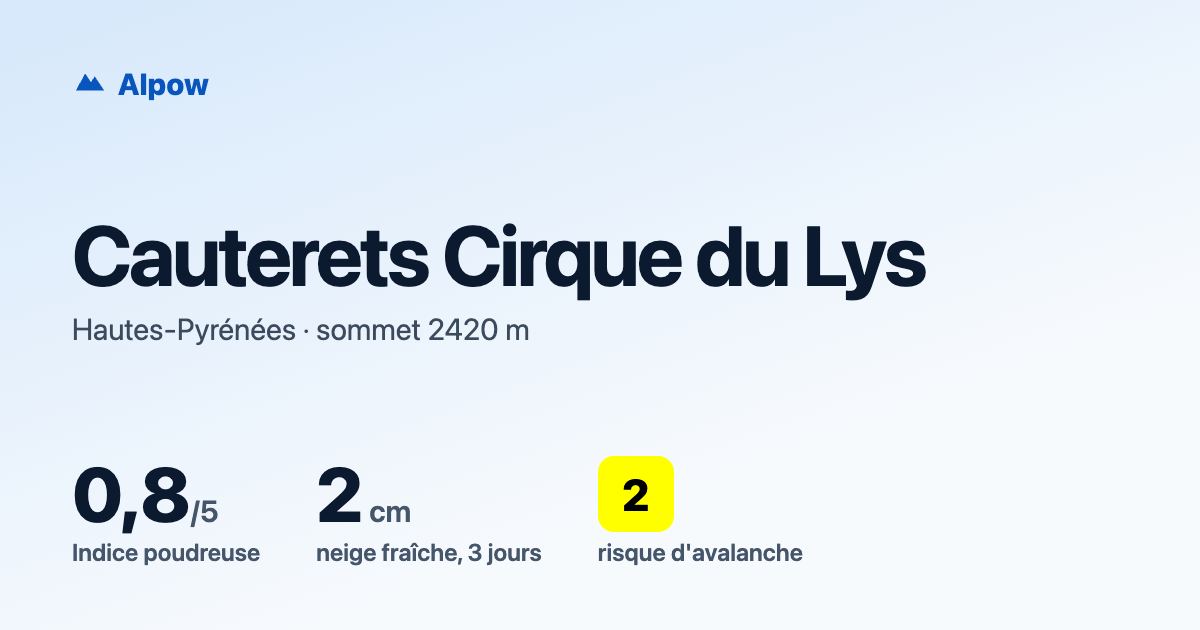 Alpow
Cauterets Cirque du Lys
Hautes-Pyrénées · sommet 2420 m
0,8/5
Indice poudreuse
2 cm
neige fraîche, 3 jours
2
risque d'avalanche